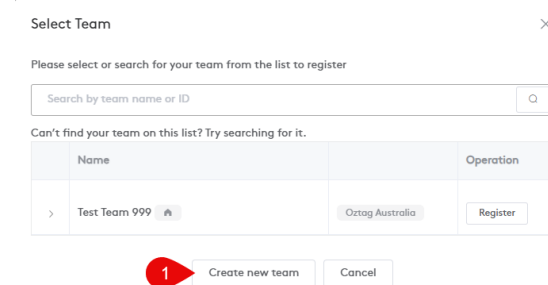 Select Team
Please select or search for your team from the list to register
Search by team name or ID
Can't find your team on this list? Try searching for it.
Name Operation
Test Team 999 Oztag Australia Register
1 Create new team Cancel